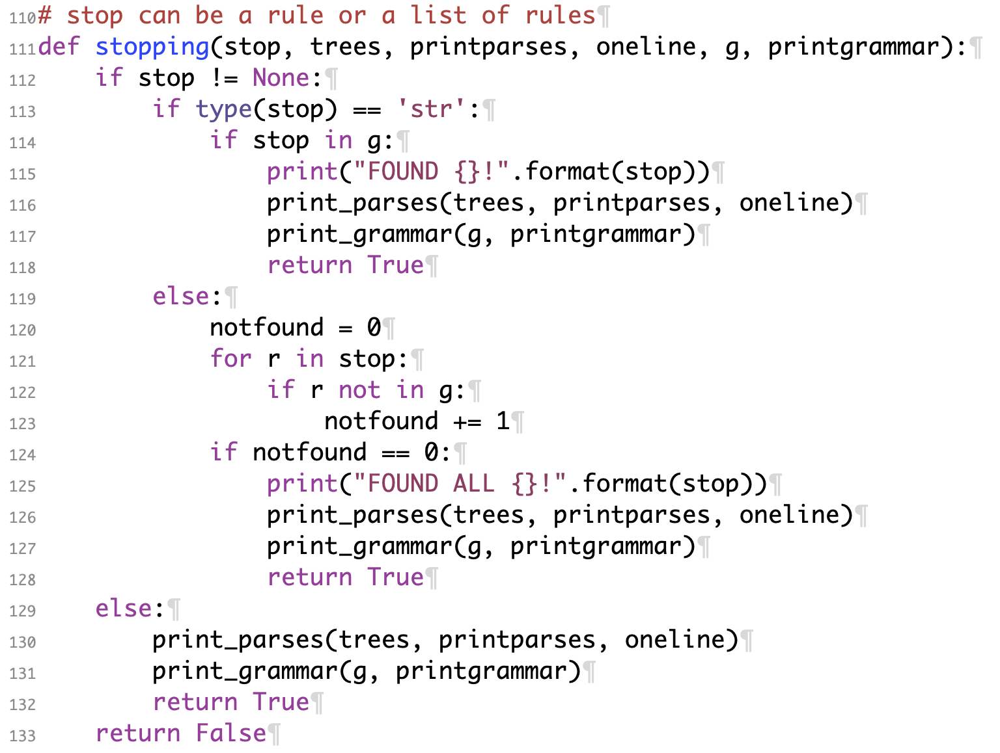 110# stop can be a rule or a list of rules¶
111def stopping(stop, trees, printparses, oneline, g, printgrammar):¶
112    if stop != None:¶
113        if type(stop) == 'str':¶
114            if stop in g:¶
115                print("FOUND {}!".format(stop))¶
116                print_parses(trees, printparses, oneline)¶
117                print_grammar(g, printgrammar)¶
118                return True¶
119        else:¶
120            notfound = 0¶
121            for r in stop:¶
122                if r not in g:¶
123                    notfound += 1¶
124            if notfound == 0:¶
125                print("FOUND ALL {}!".format(stop))¶
126                print_parses(trees, printparses, oneline)¶
127                print_grammar(g, printgrammar)¶
128                return True¶
129    else:¶
130        print_parses(trees, printparses, oneline)¶
131        print_grammar(g, printgrammar)¶
132        return True¶
133    return False¶